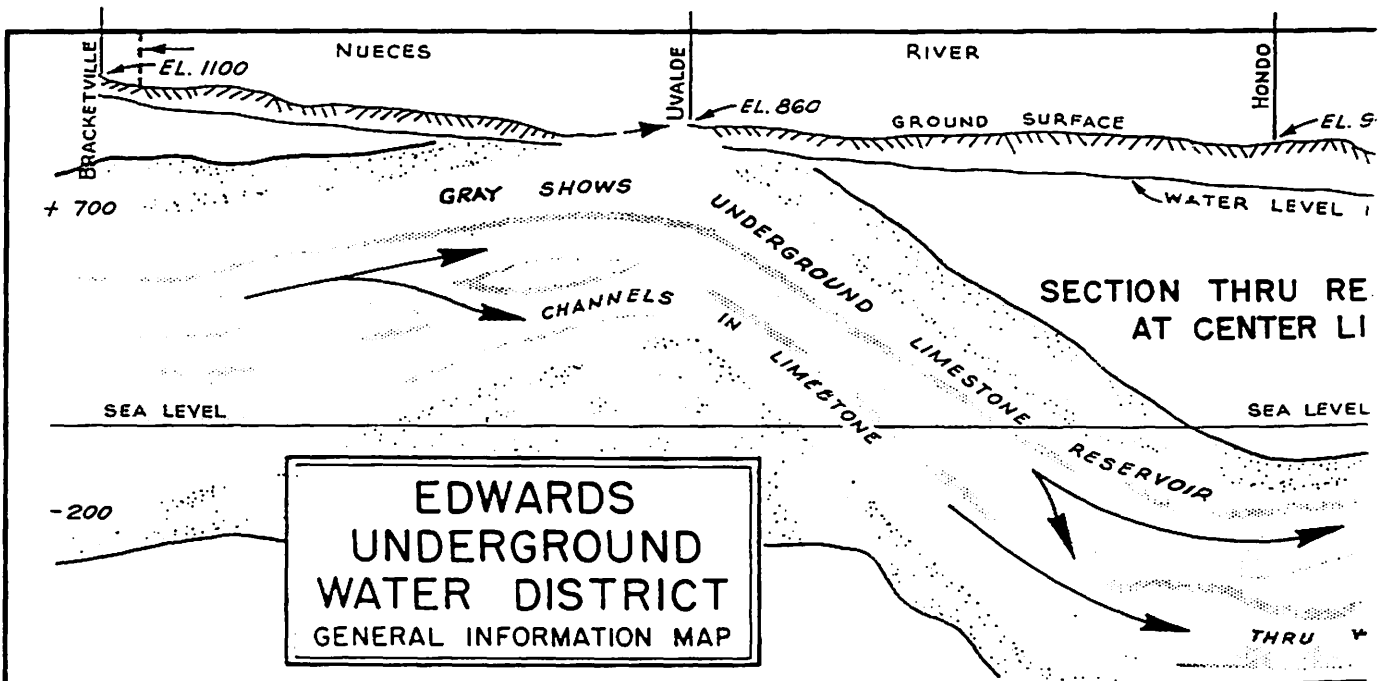 NUECES
RIVER
BRACKETVILLE
EL. 1100
UVALDE
EL. 860
GROUND SURFACE
HONDO
+ 700
WATER LEVEL
GRAY SHOWS UNDERGROUND LIMESTONE RESERVOIR
CHANNELS IN LIMESTONE
SECTION THRU RE
AT CENTER LI
SEA LEVEL
SEA LEVEL
-200
EDWARDS
UNDERGROUND
WATER DISTRICT
GENERAL INFORMATION MAP
THRU